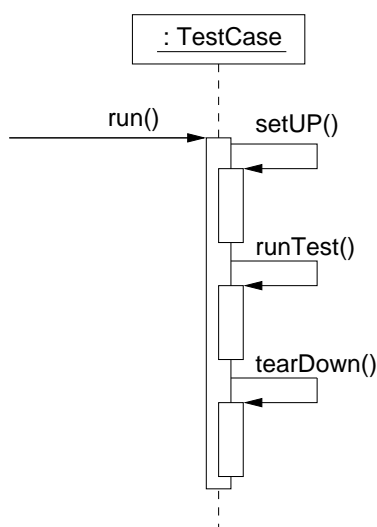 : TestCase
run()
setUP()
runTest()
tearDown()